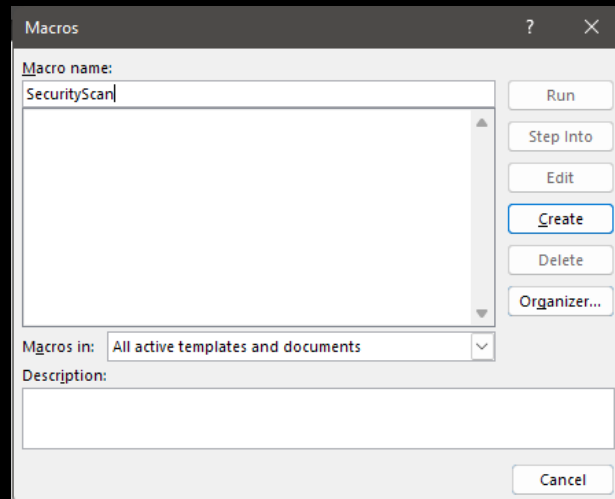 Macros
Macro name:
SecurityScan
Run
Step Into
Edit
Create
Delete
Organizer...
Macros in: All active templates and documents
Description:
Cancel